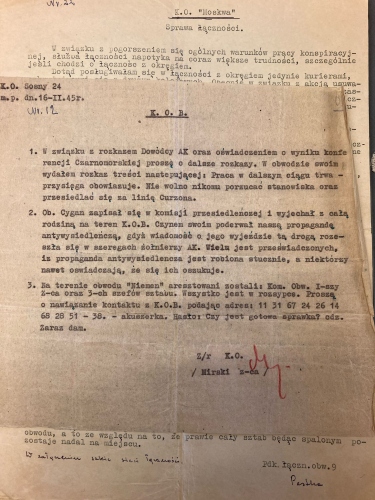 Nr. 22
K.O. "Moskwa"
Sprawa łączności.
W związku z pogorszeniem się ogólnych warunków pracy konspiracyj-
nej, służba łączności napotyka na coraz większe trudności, szczególnie
jeśli chodzi o łączność z okręgiem.
Dotąd posługiwałam się w łączności z okręgiem jedynie kurierami,
K.O. Sosny 24
m.p. dn.16-II.45r.
Nr. 12
K. O. B.
1. W związku z rozkazem Dowódcy AK oraz oświadczeniem o wyniku konfe
rezcji Czarnomorskiej proszę o dalsze rozkazy. W obwodzie swoim
wydałem rozkaz treści następującej: Praca w dalszym ciągu trwa -
przysięga obowiązuje. Nie wolno nikomu porzucać stanowiska oraz
przesiedlać się za linię Curzona.
2. Ob. Cygan zapisał się w komisji przesiedleńczej i wyjechał z całą
rodziną na teren K.O.B. Czynem swoim poderwał naszą propagandę
antywysiedleńczą, gdyż wiadomość o jego wyjeździe tą drogą roze-
szła się w szeregach żołnierzy AK. Wielu jest przeświadczonych,
iż propaganda antywysiedleńcza jest robiona stucznie, a niektórzy
nawet oświadczają, że się ich oszukuje.
3. Na terenie obwodu "Niemen" aresztowani zostali: Kom. Obw. I-szy
Z-ca oraz 3-ch szefów sztabu. Wszystko jest w rozsypce. Proszę
o nawiązanie kontaktu z K.O.B. podając adres: 11 31 67 24 26 14
68 28 51 - 38. - akuszerka. Hasło: Czy jest gotowa sprawka? odz.
Zaraz dam.
Z/r K.O.
/ Mirski z-ca /
obwodu, a to ze względu na to, że prawie cały sztab będąc spalonym po-
zostaje nadal na miejscu.
Pdk.łączn.obw.9